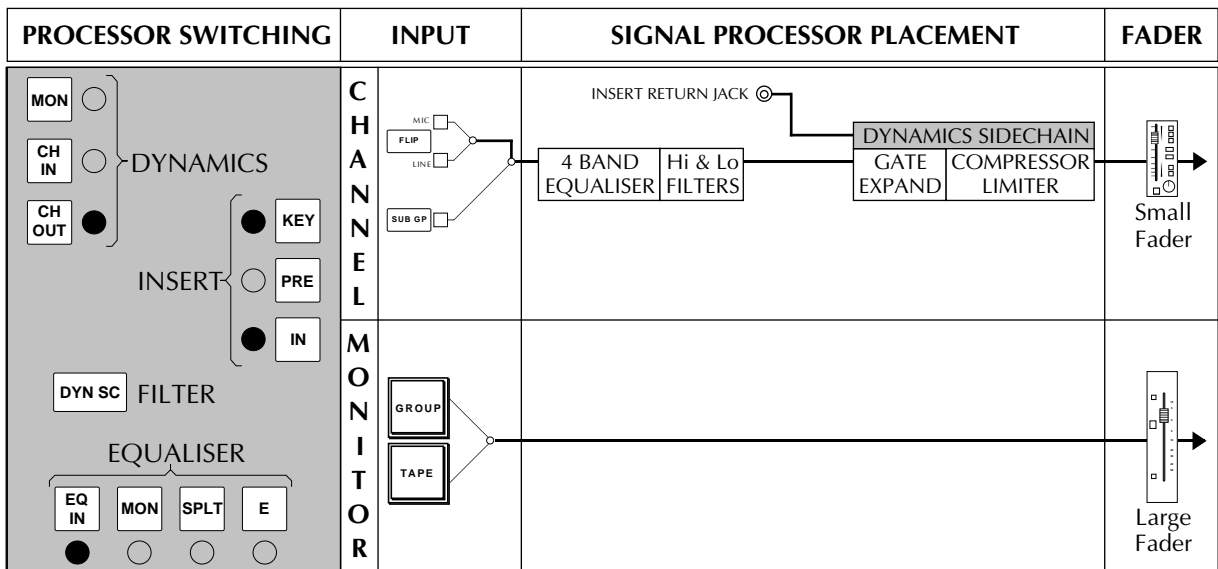 PROCESSOR SWITCHING
INPUT
SIGNAL PROCESSOR PLACEMENT
FADER
MON
CH
IN
CH
OUT
DYNAMICS
KEY
PRE
IN
INSERT
DYN SC
FILTER
EQUALISER
EQ
IN
MON
SPLT
E
CHANNEL
MIC
FLIP
LINE
SUB GP
INSERT RETURN JACK
4 BAND
EQUALISER
Hi & Lo
FILTERS
DYNAMICS SIDECHAIN
GATE
EXPAND
COMPRESSOR
LIMITER
Small
Fader
MONITOR
GROUP
TAPE
Large
Fader